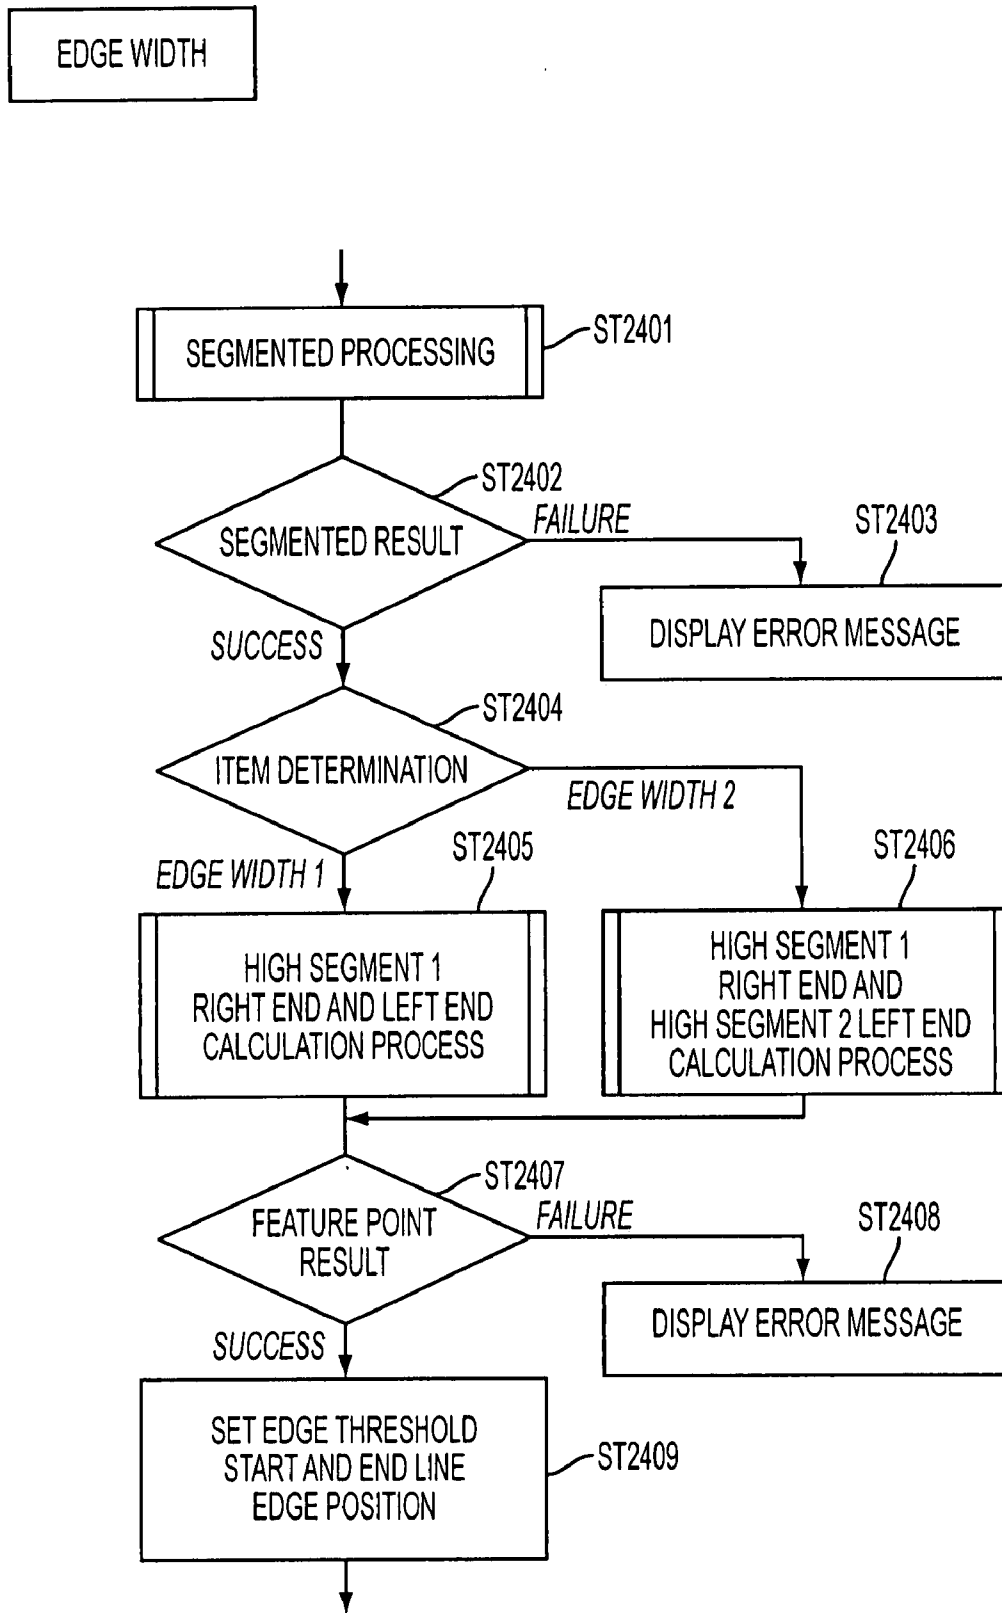 EDGE WIDTH
ST2401
SEGMENTED PROCESSING
ST2402
FAILURE
SEGMENTED RESULT
ST2403
DISPLAY ERROR MESSAGE
SUCCESS
ST2404
ITEM DETERMINATION
EDGE WIDTH 2
EDGE WIDTH 1
ST2405
ST2406
HIGH SEGMENT 1
RIGHT END AND LEFT END
CALCULATION PROCESS
HIGH SEGMENT 1
RIGHT END AND
HIGH SEGMENT 2 LEFT END
CALCULATION PROCESS
ST2407
FAILURE
FEATURE POINT
RESULT
ST2408
DISPLAY ERROR MESSAGE
SUCCESS
SET EDGE THRESHOLD
START AND END LINE
EDGE POSITION
ST2409